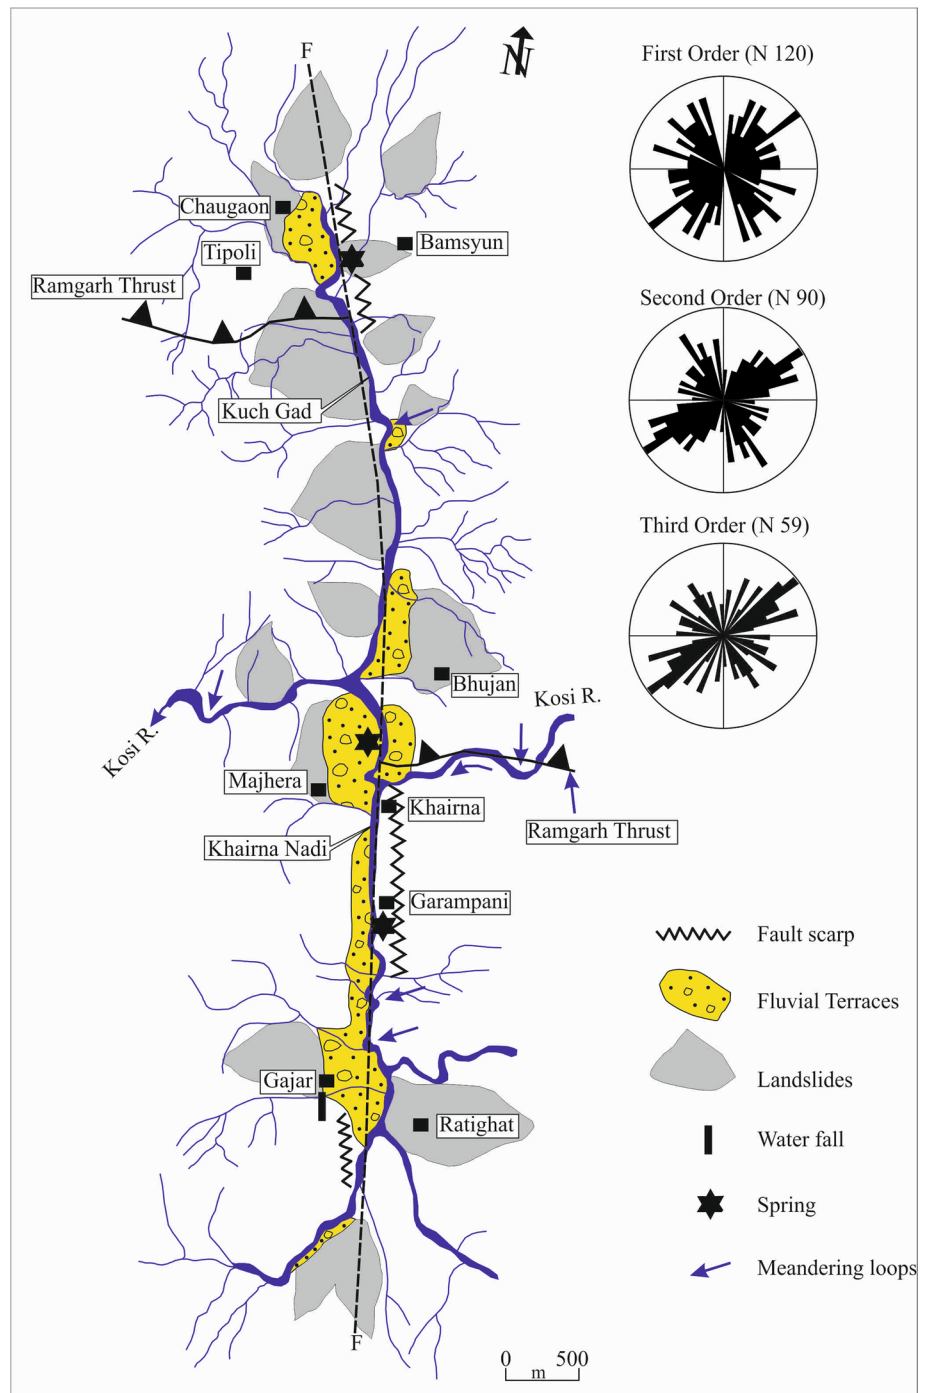 F
N
First Order (N 120)
Chaugaon
Tipoli
Bamsyun
Ramgarh Thrust
Second Order (N 90)
Kuch Gad
Third Order (N 59)
Bhujan
Kosi R.
Kosi R.
Majhera
Khairna
Ramgarh Thrust
Khairna Nadi
Garampani
Fault scarp
Fluvial Terraces
Gajar
Landslides
Ratighat
Water fall
Spring
Meandering loops
F
0 500
m